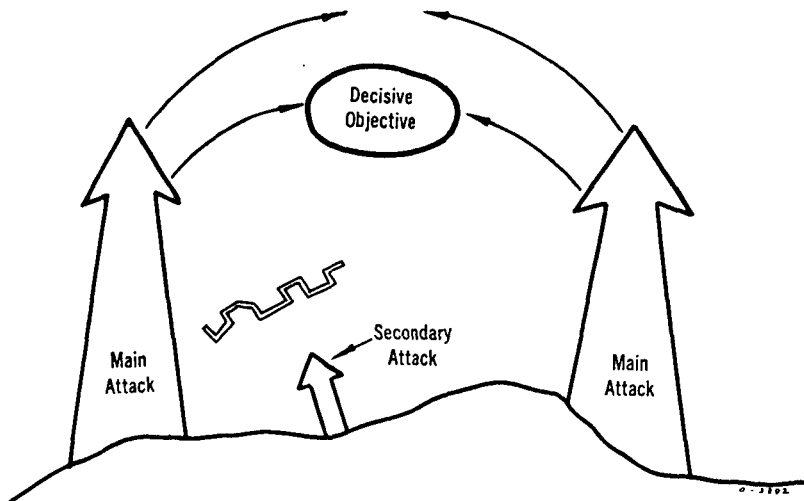 Decisive
Objective
Secondary
Attack
Main
Attack
Main
Attack